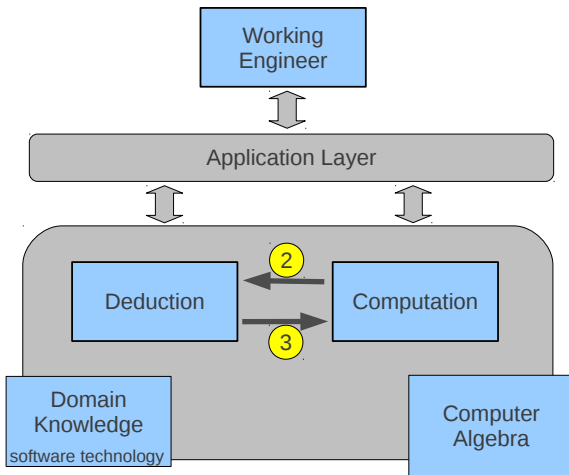 Working
Engineer
Application Layer
2
Deduction
Computation
3
Domain
Knowledge
software technology
Computer
Algebra